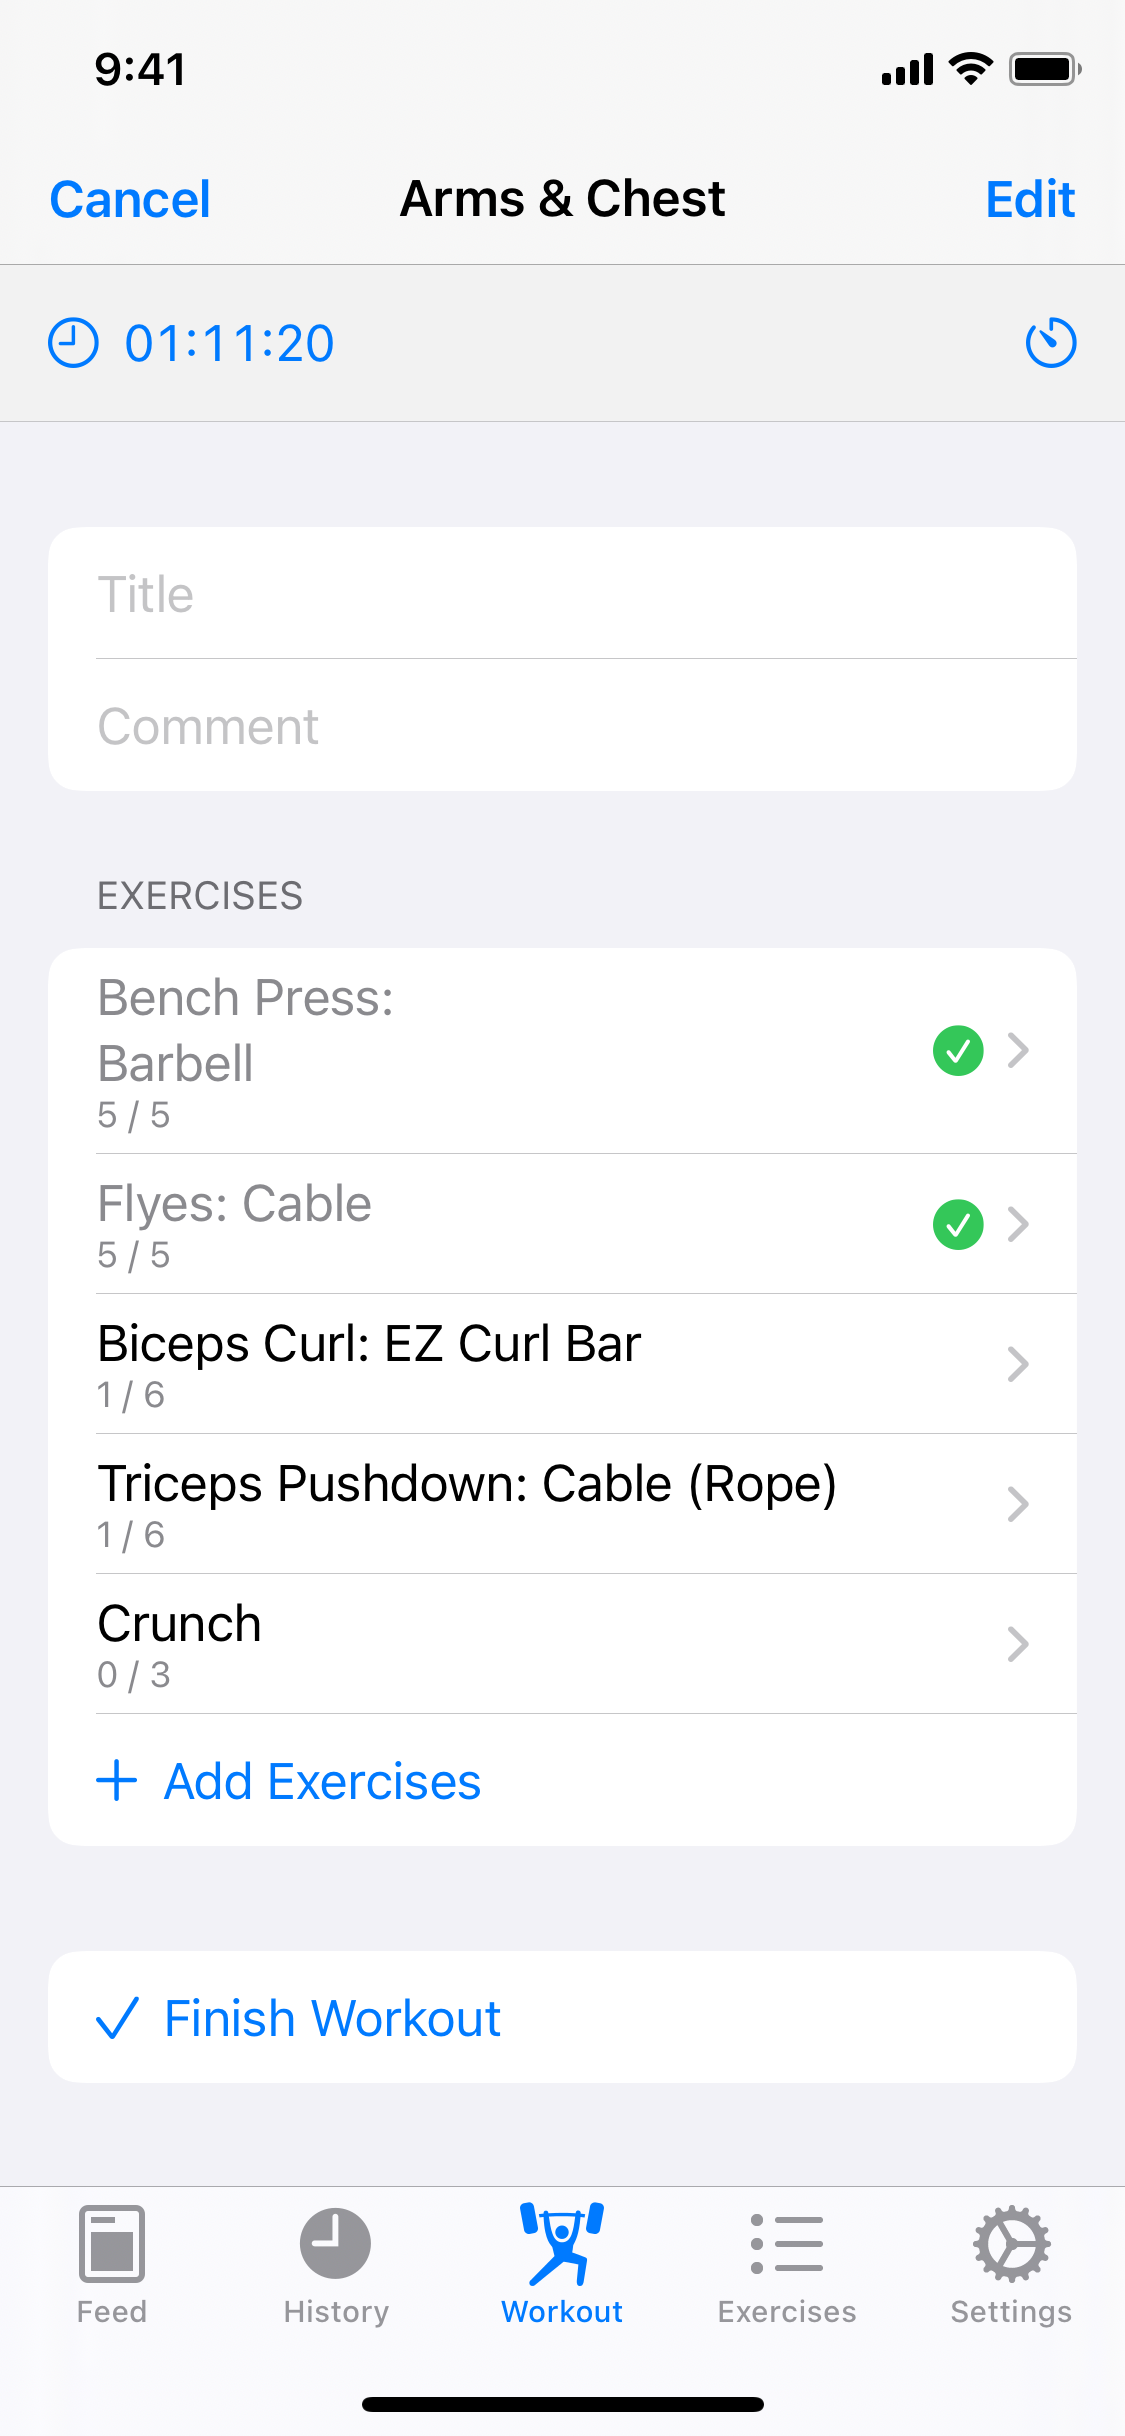 9:41
Cancel Arms & Chest Edit
01:11:20
Title
Comment
EXERCISES
Bench Press:
Barbell
5 / 5
Flyes: Cable
5 / 5
Biceps Curl: EZ Curl Bar
1 / 6
Triceps Pushdown: Cable (Rope)
1 / 6
Crunch
0 / 3
Add Exercises
Finish Workout
Feed History Workout Exercises Settings